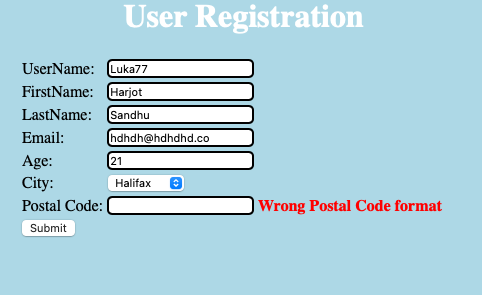 User Registration
UserName: Luka77
FirstName: Harjot
LastName: Sandhu
Email: hdhdh@hdhdhd.co
Age: 21
City: Halifax
Postal Code: Wrong Postal Code format
Submit